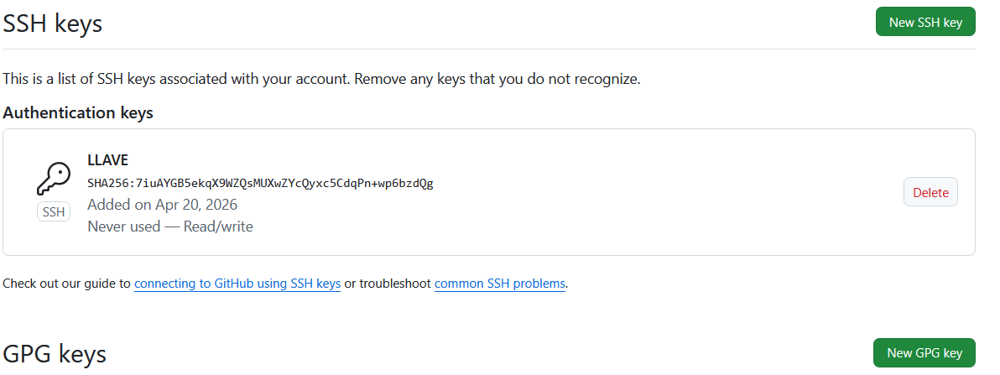 SSH keys
New SSH key
This is a list of SSH keys associated with your account. Remove any keys that you do not recognize.
Authentication keys
LLAVE
SHA256:7iuAYGB5ekqX9WZQsMUXwZYcQyxc5CdqPn+wp6bzdQg
Added on Apr 20, 2026
Never used — Read/write
SSH
Delete
Check out our guide to connecting to GitHub using SSH keys or troubleshoot common SSH problems.
GPG keys
New GPG key